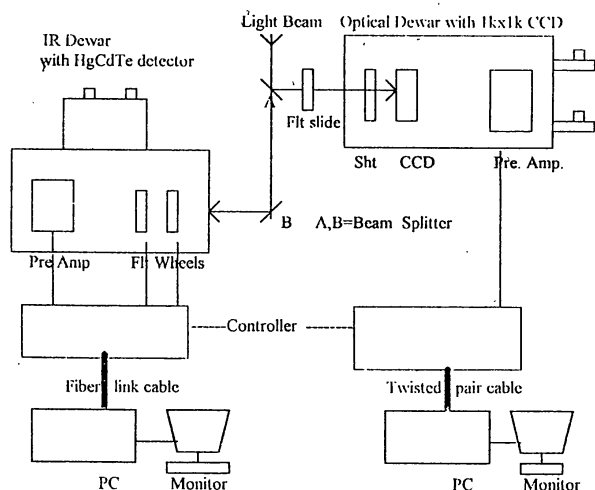 Light Beam
Optical Dewar with 1kx1k CCD
IR Dewar
with HgCdTe detector
Flt slide
Sht
CCD
Pre. Amp.
B
A,B=Beam Splitter
Pre Amp
Flt Wheels
Controller
Fiber link cable
Twisted pair cable
PC
Monitor
PC
Monitor